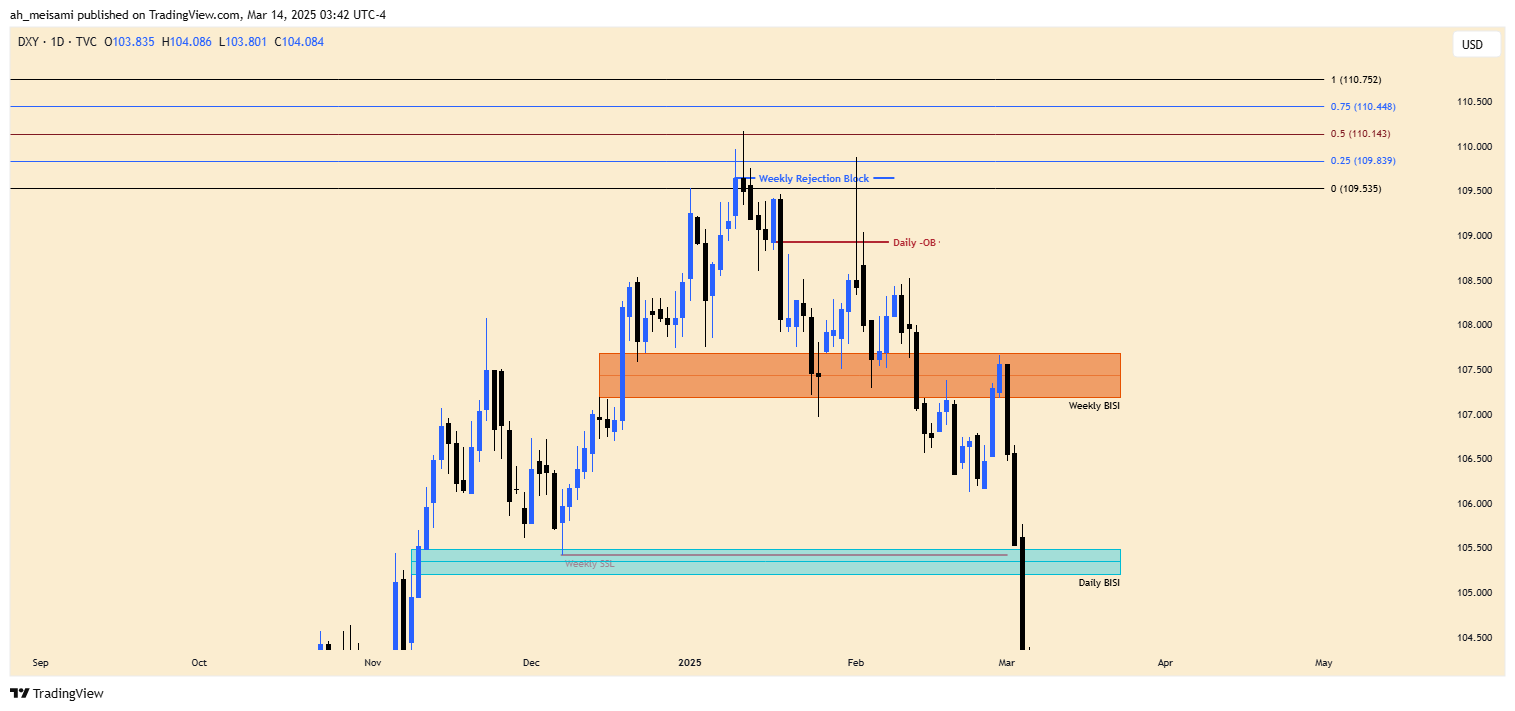 ah_meisami published on TradingView.com, Mar 14, 2025 03:42 UTC-4
DXY · 1D · TVC O103.835 H104.086 L103.801 C104.084
USD
1 (110.752)
110.500
0.75 (110.448)
0.5 (110.143)
110.000
0.25 (109.839)
Weekly Rejection Block
0 (109.535)
109.500
109.000
Daily -OB
108.500
108.000
107.500
Weekly BISI
107.000
106.500
106.000
105.500
Weekly SSL
Daily BISI
105.000
104.500
Sep Oct Nov Dec 2025 Feb Mar Apr May
TradingView